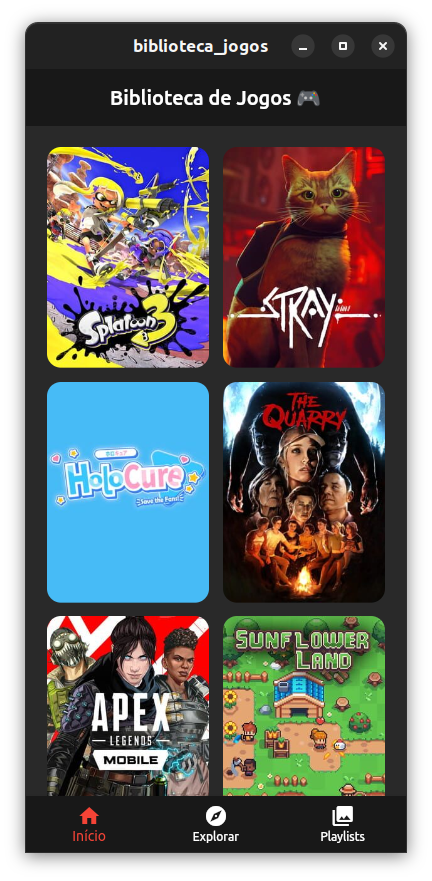 biblioteca_jogos
Biblioteca de Jogos 🎮
Splatoon 3
STRAY
HoloCure
Save the Fans!
THE
QUARRY
APEX
LEGENDS
MOBILE
SUNFLOWER
LAND
Início
Explorar
Playlists